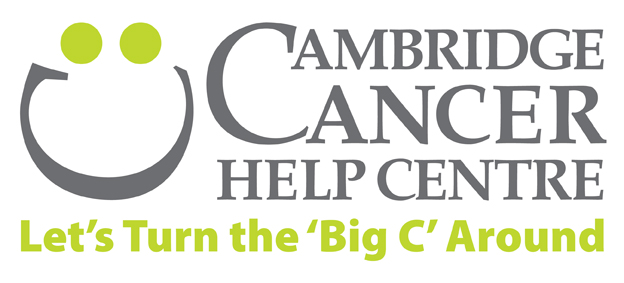 CAMBRIDGE
CANCER
HELP CENTRE
Let's Turn the 'Big C' Around